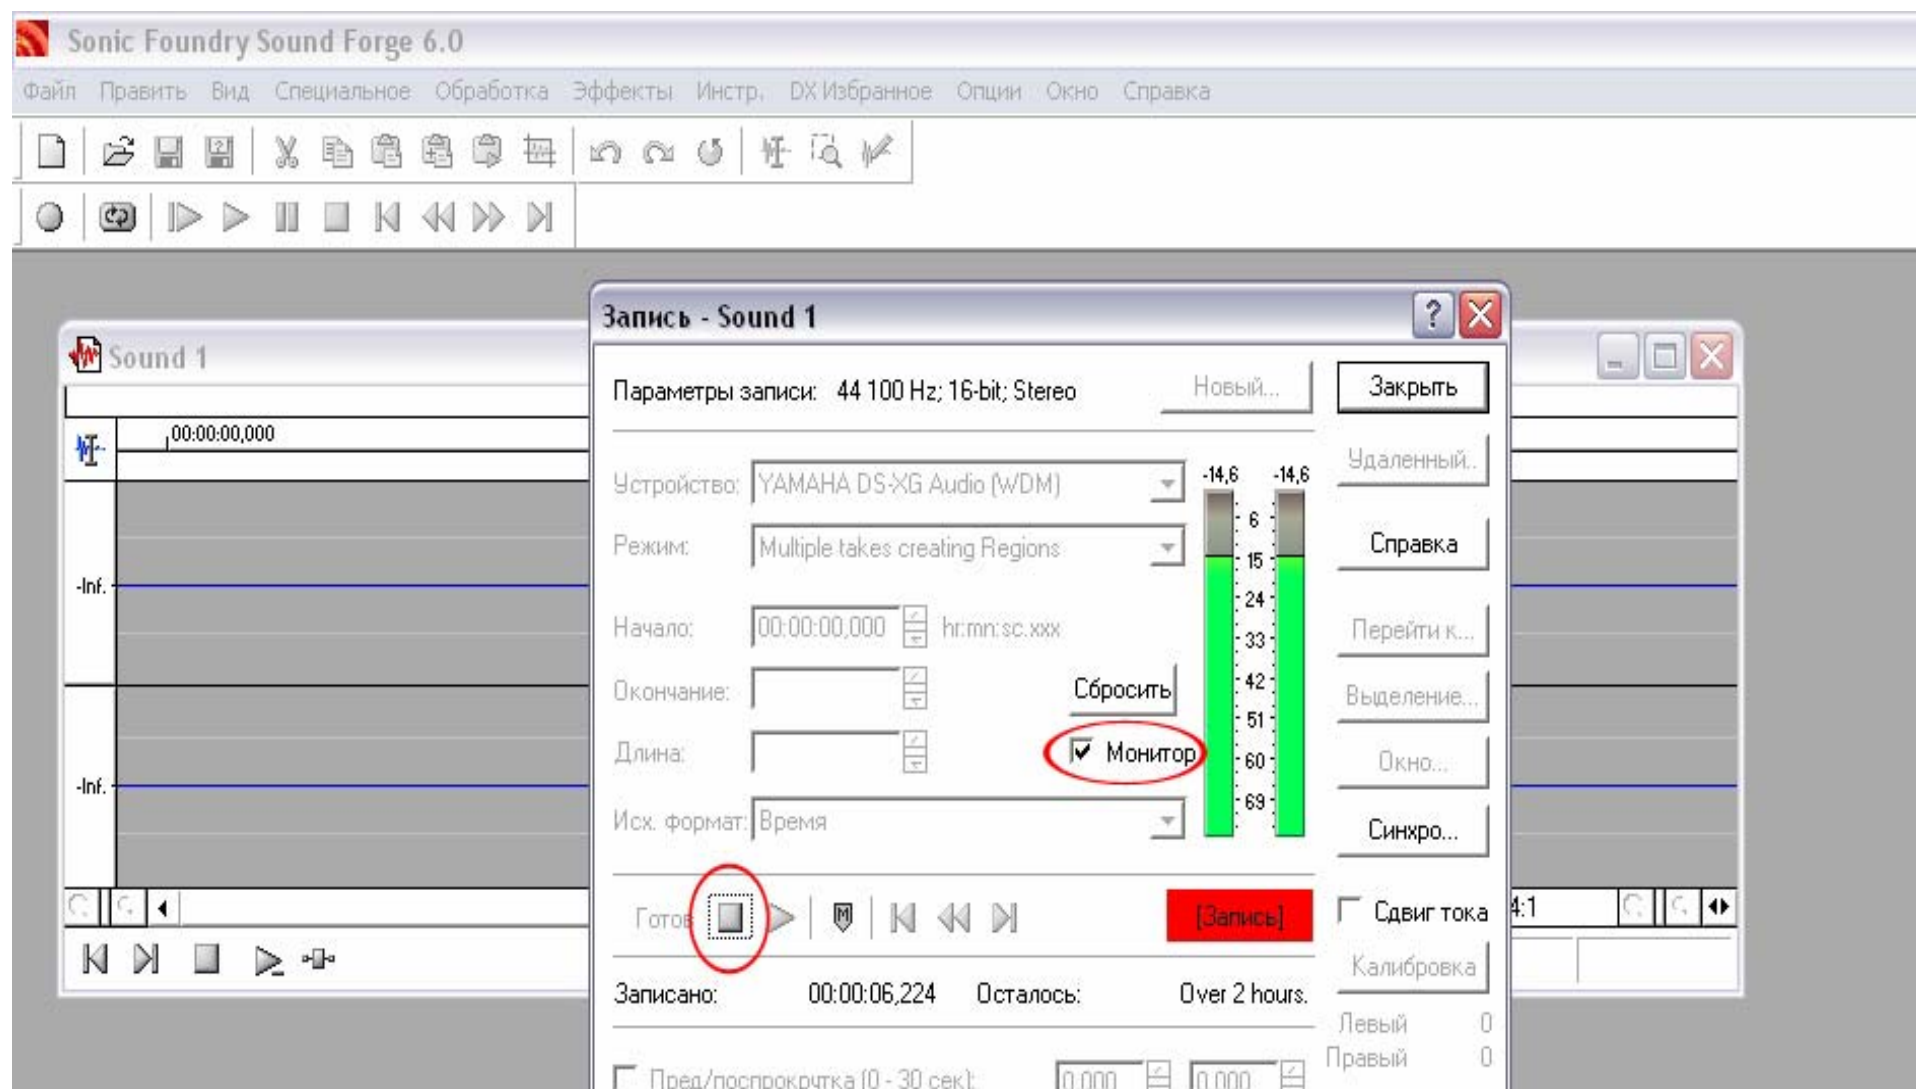 Sonic Foundry Sound Forge 6.0
Файл Править Вид Специальное Обработка Эффекты Инстр. DX Избранное Опции Окно Справка
Запись - Sound 1
Sound 1
Параметры записи: 44 100 Hz; 16-bit; Stereo Новый... Закрыть
00:00:00,000
Устройство: YAMAHA DS-XG Audio (WDM) -14,6 -14,6 Удаленный..
6
Режим: Multiple takes creating Regions 15 Справка
-Inf. 24
Начало: 00:00:00,000 hr:mn:sc.xxx 33 Перейти к...
Окончание: Сбросить 42 Выделение...
51
Длина: Монитор 60 Окно...
-Inf. 69
Исх. формат: Время Синхро...
Готов M [Запись] Сдвиг тока 4:1
Калибровка
Записано: 00:00:06,224 Осталось: Over 2 hours.
Левый 0
Правый 0
Пред/поспрокрутка (0 - 30 сек): 0,000 0,000